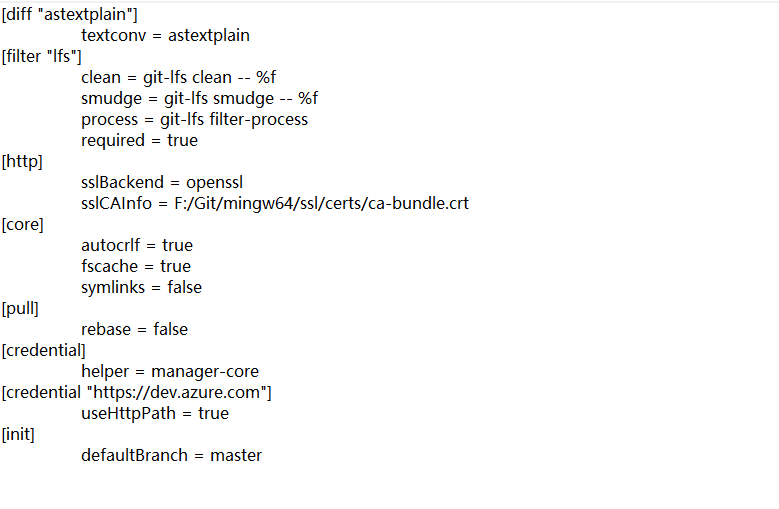 [diff "astextplain"]
textconv = astextplain
[filter "lfs"]
clean = git-lfs clean -- %f
smudge = git-lfs smudge -- %f
process = git-lfs filter-process
required = true
[http]
sslBackend = openssl
sslCAInfo = F:/Git/mingw64/ssl/certs/ca-bundle.crt
[core]
autocrlf = true
fscache = true
symlinks = false
[pull]
rebase = false
[credential]
helper = manager-core
[credential "https://dev.azure.com"]
useHttpPath = true
[init]
defaultBranch = master